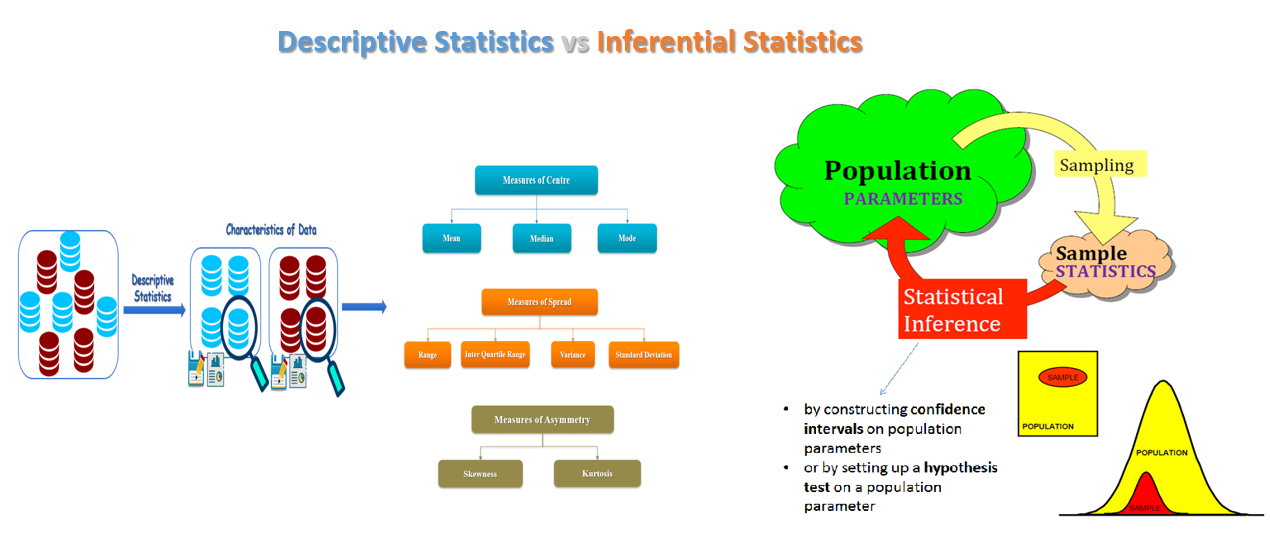 Descriptive Statistics vs Inferential Statistics
Descriptive
Statistics
Characteristics of Data
Measures of Centre
Mean
Median
Mode
Measures of Spread
Range
Inter Quartile Range
Variance
Standard Deviation
Measures of Asymmetry
Skewness
Kurtosis
Population
PARAMETERS
Sampling
Sample
STATISTICS
Statistical
Inference
• by constructing confidence
intervals on population
parameters
• or by setting up a hypothesis
test on a population
parameter
SAMPLE
POPULATION
POPULATION
SAMPLE